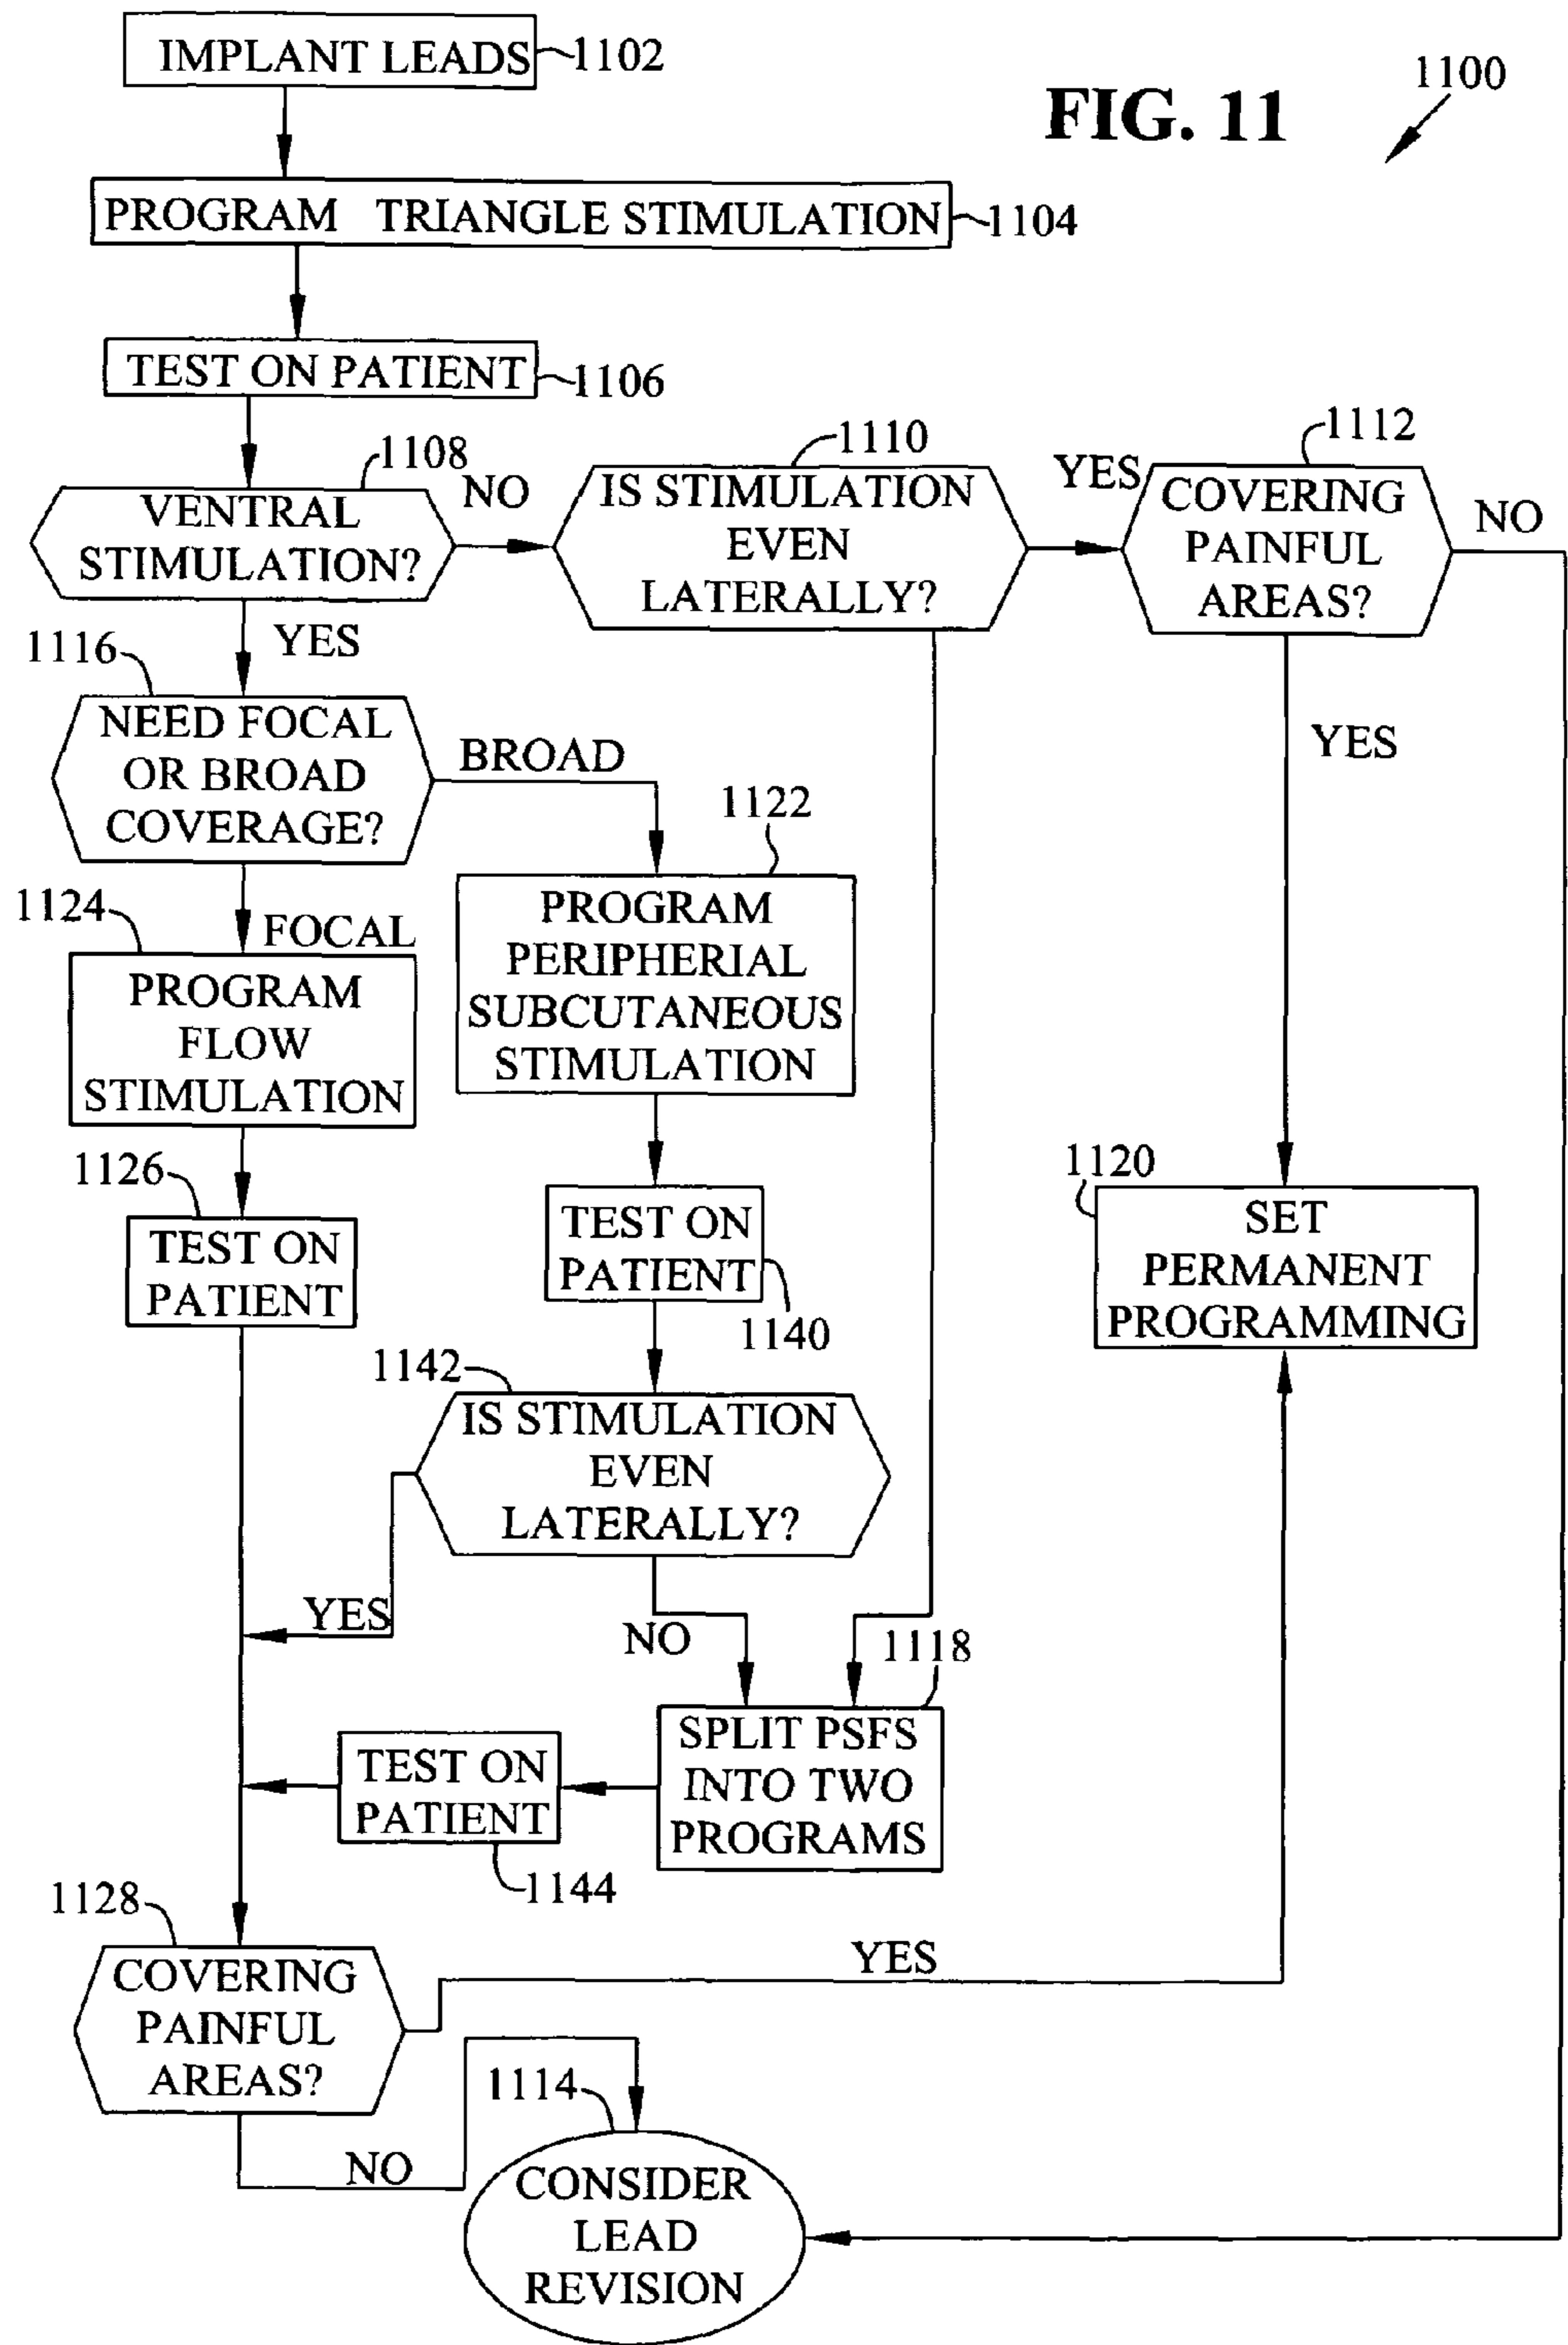 IMPLANT LEADS
1102
FIG. 11
1100
PROGRAM TRIANGLE STIMULATION
1104
TEST ON PATIENT
1106
1108
VENTRAL
STIMULATION?
NO
1110
IS STIMULATION
EVEN
LATERALLY?
YES
1112
COVERING
PAINFUL
AREAS?
NO
YES
1116
NEED FOCAL
OR BROAD
COVERAGE?
BROAD
YES
1122
PROGRAM
PERIPHERIAL
SUBCUTANEOUS
STIMULATION
1124
FOCAL
PROGRAM
FLOW
STIMULATION
1126
TEST ON
PATIENT
TEST ON
PATIENT
1140
1120
SET
PERMANENT
PROGRAMMING
1142
IS STIMULATION
EVEN
LATERALLY?
YES
NO
1118
SPLIT PSFS
INTO TWO
PROGRAMS
TEST ON
PATIENT
1144
1128
COVERING
PAINFUL
AREAS?
YES
NO
1114
CONSIDER
LEAD
REVISION